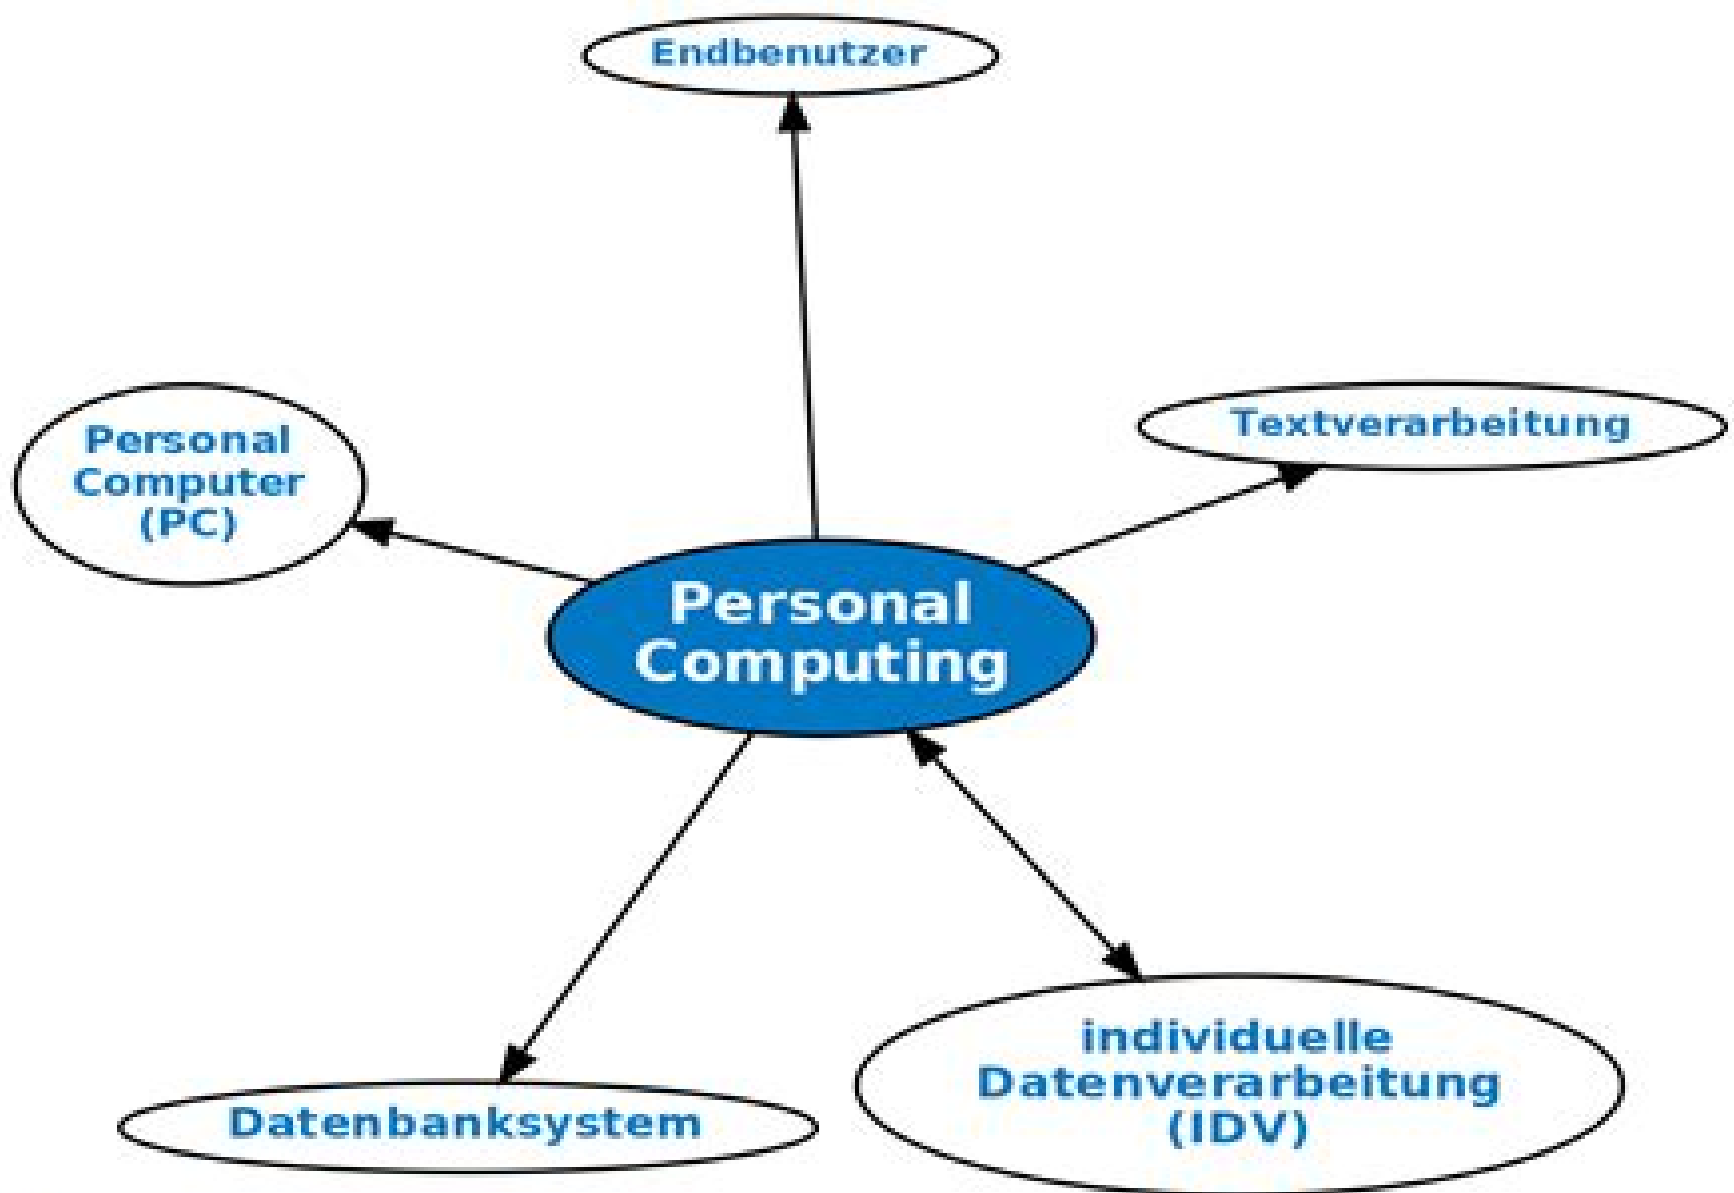 Endbenutzer
Textverarbeitung
Personal
Computer
(PC)
Personal
Computing
Datenbanksystem
individuelle
Datenverarbeitung
(IDV)